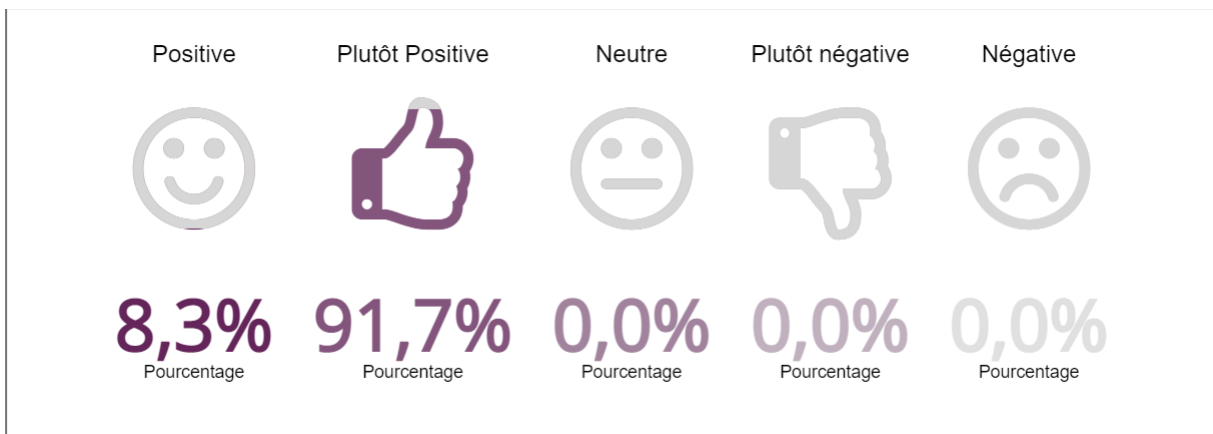 Positive Plutôt Positive Neutre Plutôt négative Négative
8,3% 91,7% 0,0% 0,0% 0,0%
Pourcentage Pourcentage Pourcentage Pourcentage Pourcentage